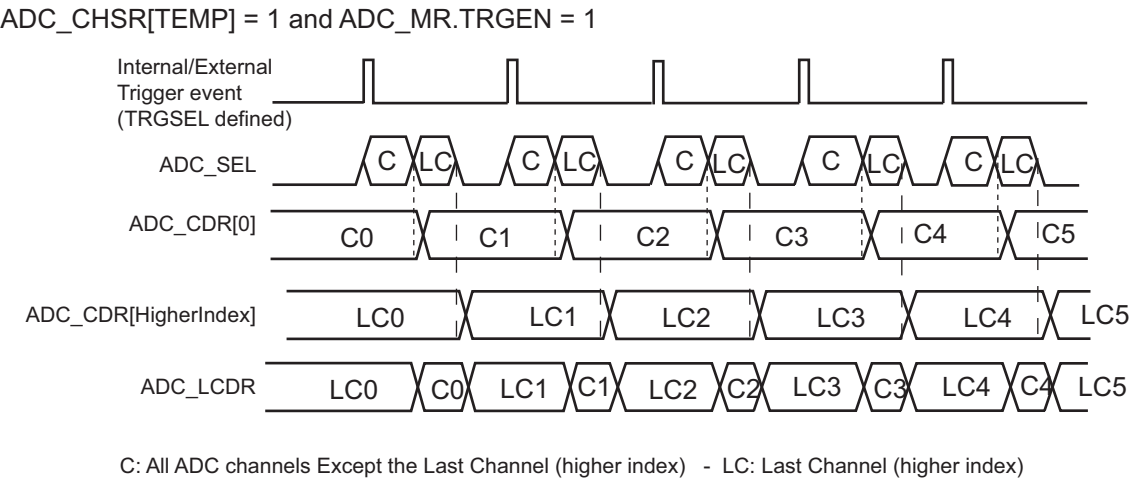 ADC_CHSR[TEMP] = 1 and ADC_MR.TRGEN = 1
Internal/External
Trigger event
(TRGSEL defined)
ADC_SEL C LC C LC C LC C LC C LC
ADC_CDR[0] C0 C1 C2 C3 C4 C5
ADC_CDR[HigherIndex] LC0 LC1 LC2 LC3 LC4 LC5
ADC_LCDR LC0 C0 LC1 C1 LC2 C2 LC3 C3 LC4 C4 LC5
C: All ADC channels Except the Last Channel (higher index) - LC: Last Channel (higher index)